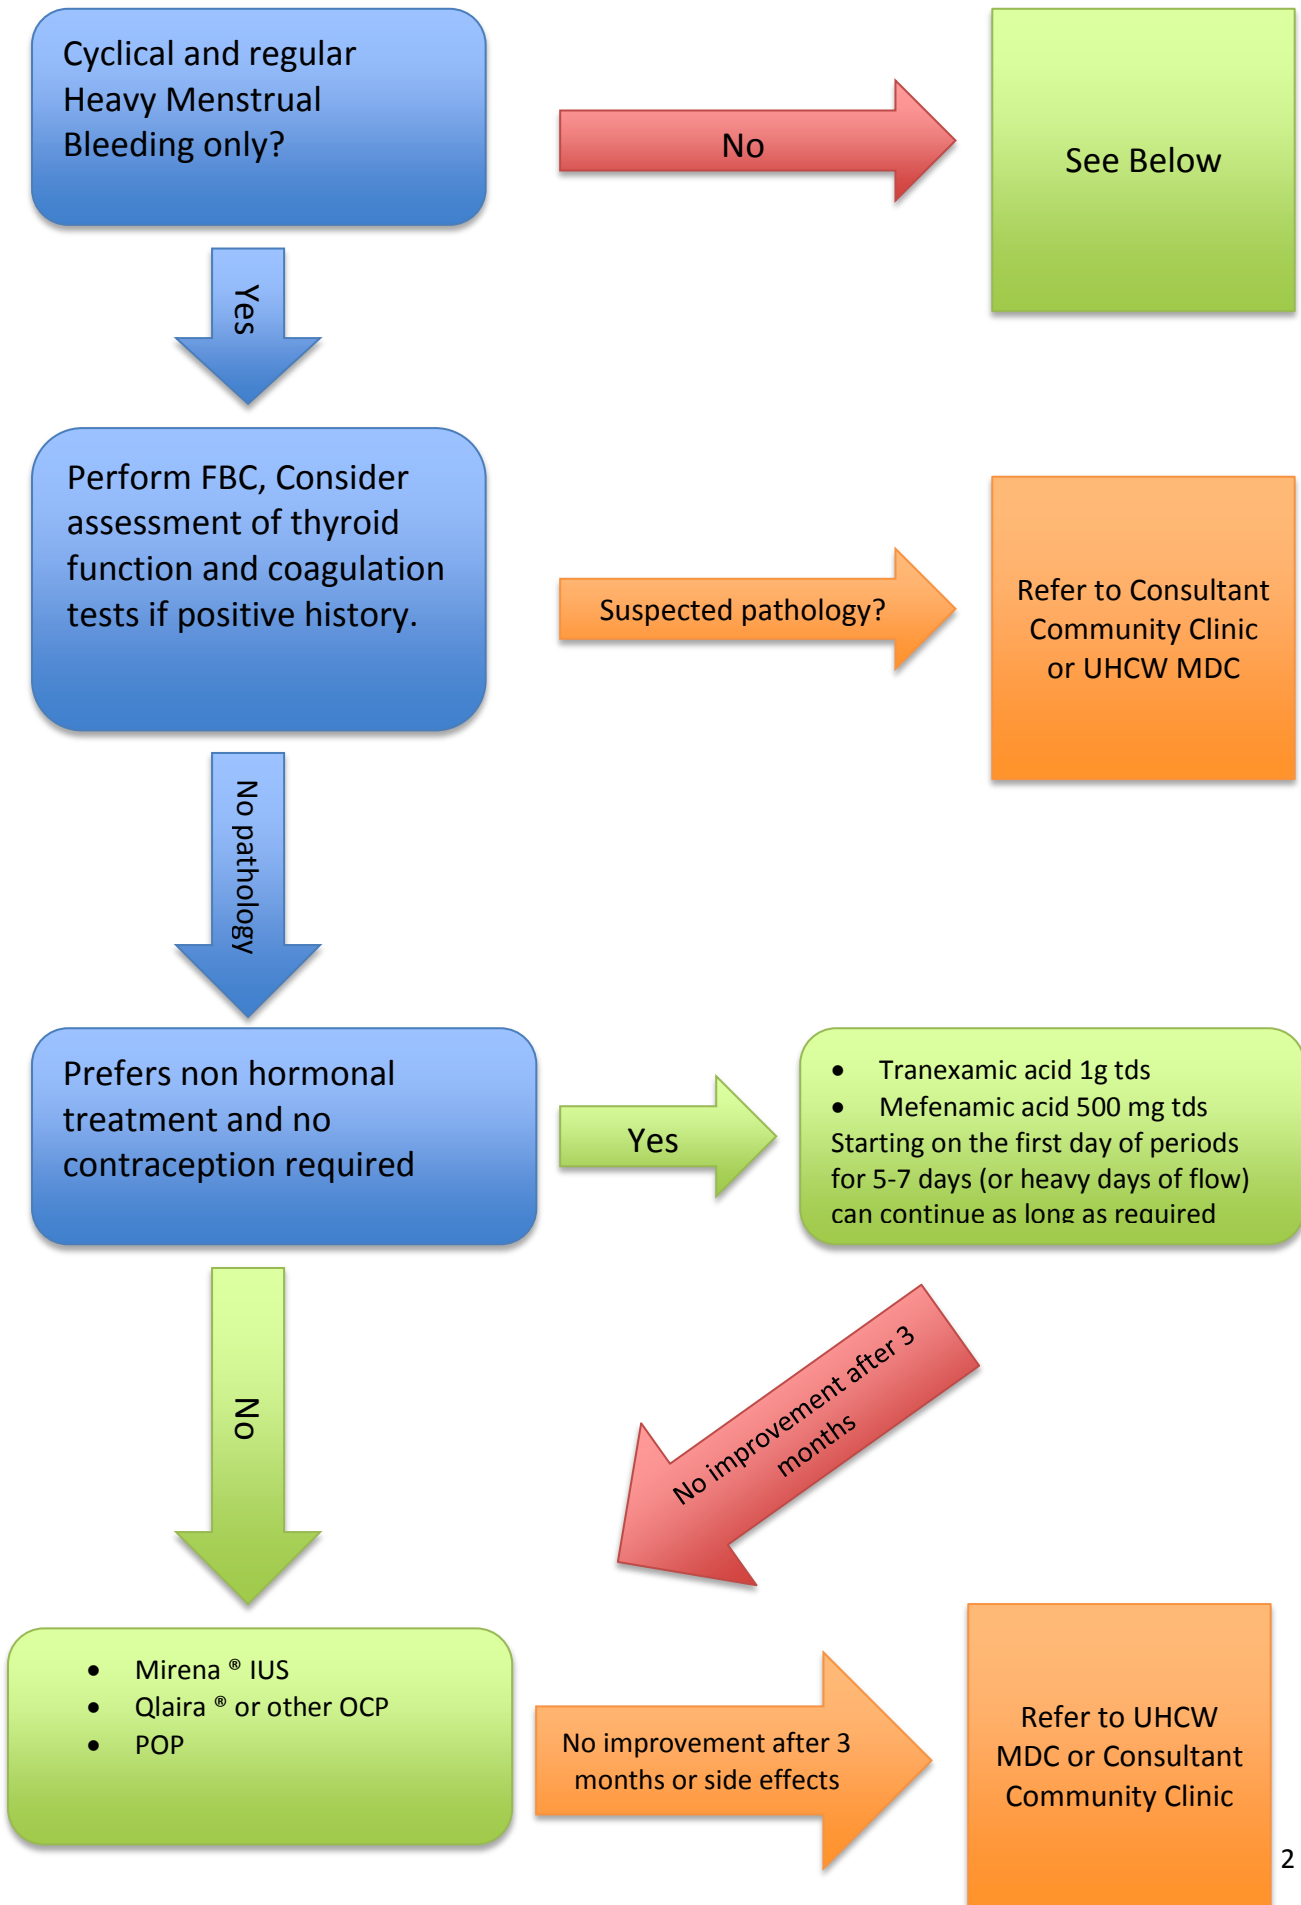 Cyclical and regular
Heavy Menstrual
Bleeding only?
No
See Below
Yes
Perform FBC, Consider
assessment of thyroid
function and coagulation
tests if positive history.
Suspected pathology?
Refer to Consultant
Community Clinic
or UHCW MDC
No pathology
Prefers non hormonal
treatment and no
contraception required
Yes
• Tranexamic acid 1g tds
• Mefenamic acid 500 mg tds
Starting on the first day of periods
for 5-7 days (or heavy days of flow)
can continue as long as required
No improvement after 3
months
No
• Mirena ® IUS
• Qlaira ® or other OCP
• POP
No improvement after 3
months or side effects
Refer to UHCW
MDC or Consultant
Community Clinic
2